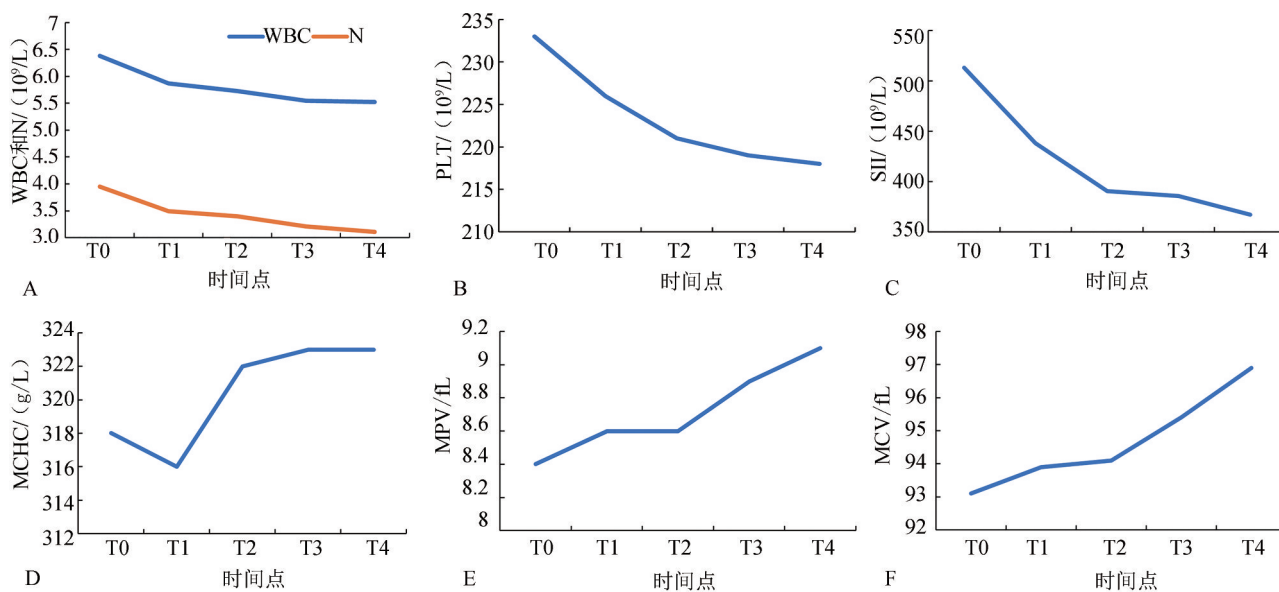 WBC N
WBC和N/（10⁹/L）
7
6.5
6.0
5.5
5.0
4.5
4.0
3.5
3.0
T0 T1 T2 T3 T4
时间点
A
PLT/（10⁹/L）
235
230
225
220
215
210
T0 T1 T2 T3 T4
时间点
B
SII/（10⁹/L）
550
500
450
400
350
T0 T1 T2 T3 T4
时间点
C
MCHC/（g/L）
324
322
320
318
316
314
312
T0 T1 T2 T3 T4
时间点
D
MPV/fL
9.2
9
8.8
8.6
8.4
8.2
8
T0 T1 T2 T3 T4
时间点
E
MCV/fL
98
97
96
95
94
93
92
T0 T1 T2 T3 T4
时间点
F